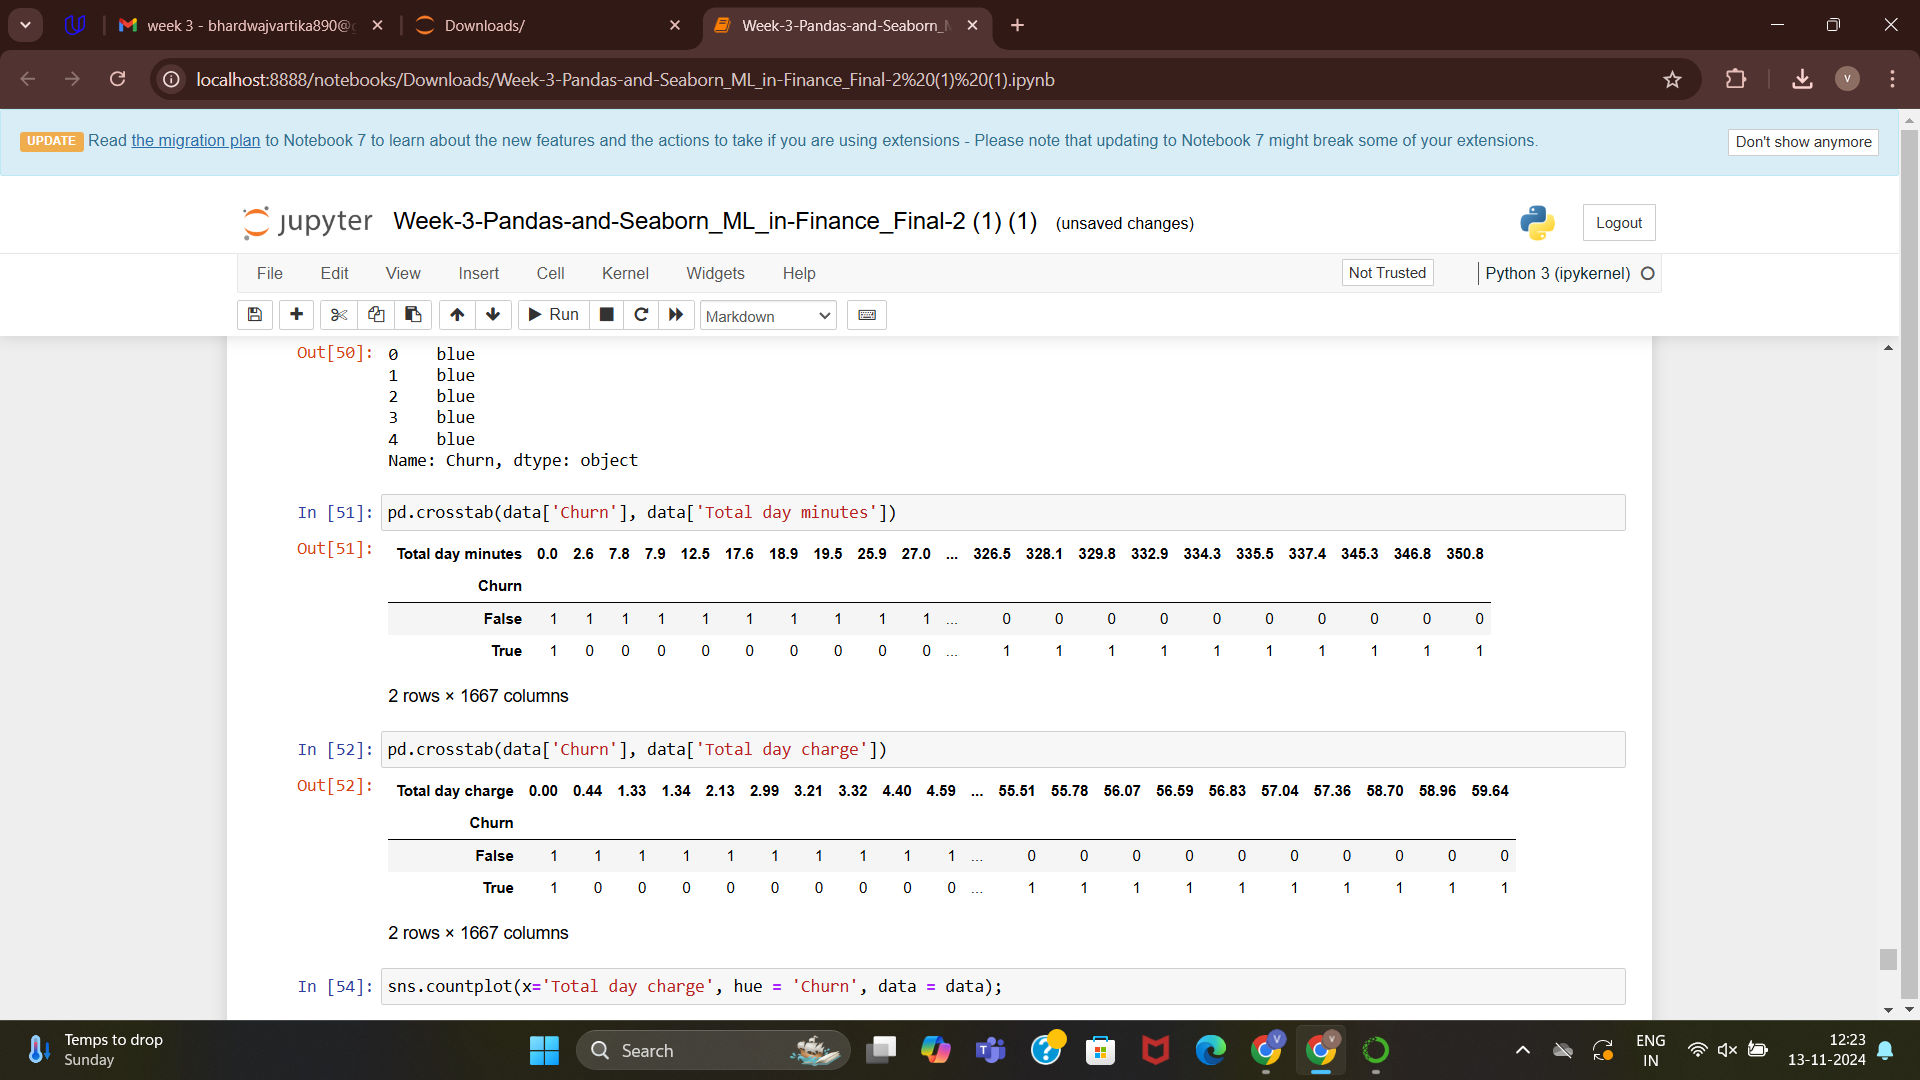 week 3 - bhardwajvartika890@
Downloads/
Week-3-Pandas-and-Seaborn_
localhost:8888/notebooks/Downloads/Week-3-Pandas-and-Seaborn_ML_in-Finance_Final-2%20(1)%20(1).ipynb
V
UPDATE Read the migration plan to Notebook 7 to learn about the new features and the actions to take if you are using extensions - Please note that updating to Notebook 7 might break some of your extensions.
Don't show anymore
jupyter Week-3-Pandas-and-Seaborn_ML_in-Finance_Final-2 (1) (1) (unsaved changes)
Logout
File Edit View Insert Cell Kernel Widgets Help
Not Trusted
Python 3 (ipykernel)
Run
Markdown
Out[50]: 0 blue
1 blue
2 blue
3 blue
4 blue
Name: Churn, dtype: object
In [51]: pd.crosstab(data['Churn'], data['Total day minutes'])
Out[51]: Total day minutes 0.0 2.6 7.8 7.9 12.5 17.6 18.9 19.5 25.9 27.0 ... 326.5 328.1 329.8 332.9 334.3 335.5 337.4 345.3 346.8 350.8
Churn
False 1 1 1 1 1 1 1 1 1 1 ... 0 0 0 0 0 0 0 0 0 0
True 1 0 0 0 0 0 0 0 0 0 ... 1 1 1 1 1 1 1 1 1 1
2 rows × 1667 columns
In [52]: pd.crosstab(data['Churn'], data['Total day charge'])
Out[52]: Total day charge 0.00 0.44 1.33 1.34 2.13 2.99 3.21 3.32 4.40 4.59 ... 55.51 55.78 56.07 56.59 56.83 57.04 57.36 58.70 58.96 59.64
Churn
False 1 1 1 1 1 1 1 1 1 1 ... 0 0 0 0 0 0 0 0 0 0
True 1 0 0 0 0 0 0 0 0 0 ... 1 1 1 1 1 1 1 1 1 1
2 rows × 1667 columns
In [54]: sns.countplot(x='Total day charge', hue = 'Churn', data = data);
Temps to drop
Sunday
Search
ENG
IN
12:23
13-11-2024